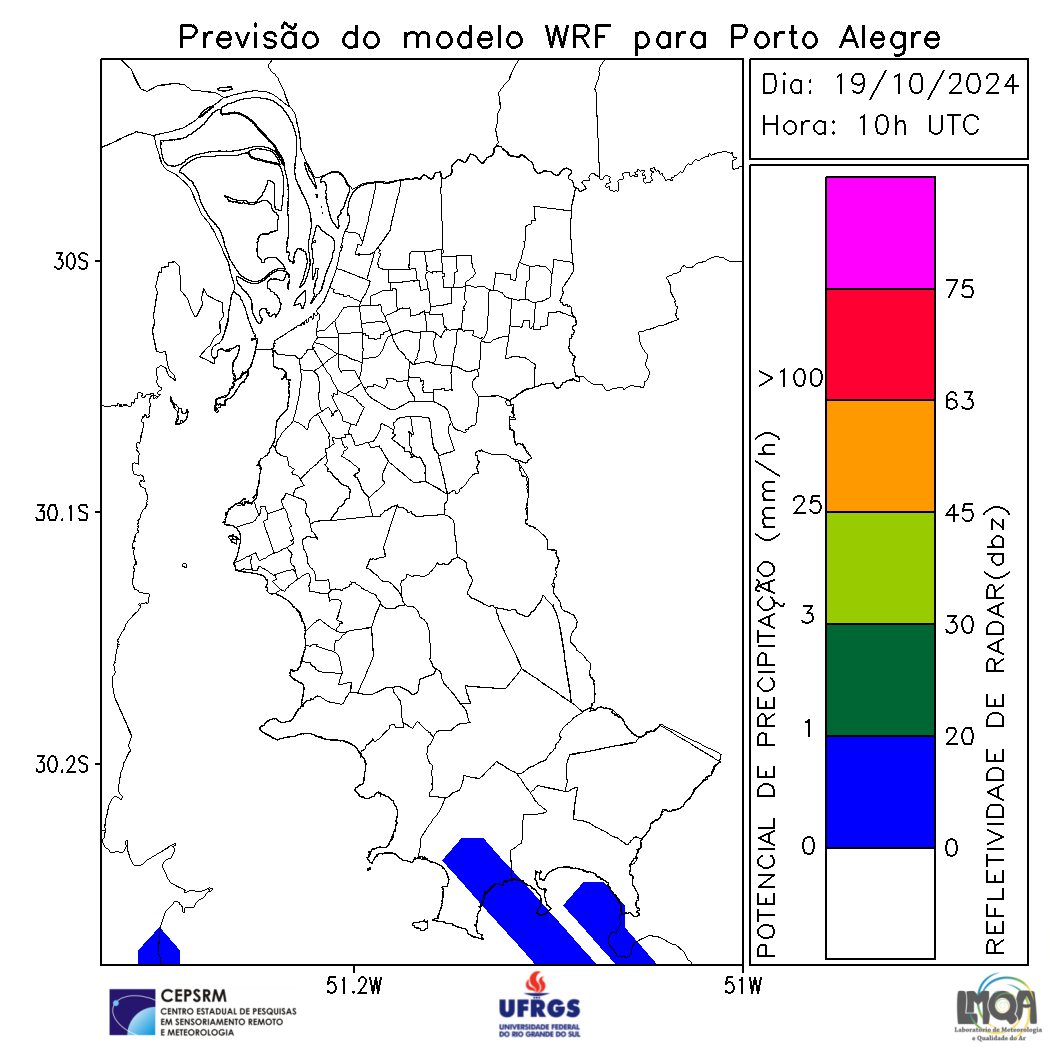 Previsão do modelo WRF para Porto Alegre
Dia: 19/10/2024
Hora: 10h UTC
30S
30.1S
30.2S
51.2W
51W
POTENCIAL DE PRECIPITAÇÃO (mm/h)
>100
25
3
1
0
75
63
45
30
20
0
REFLETIVIDADE DE RADAR(dbz)
CEPSRM
CENTRO ESTADUAL DE PESQUISAS
EM SENSORIAMENTO REMOTO
E METEOROLOGIA
UFRGS
UNIVERSIDADE FEDERAL
DO RIO GRANDE DO SUL
LMQA
Laboratório de Meteorologia
e Qualidade do Ar